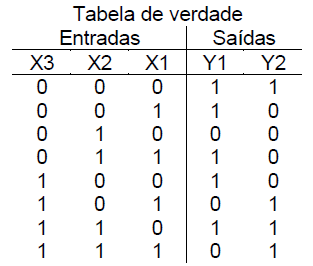 Tabela de verdade
Entradas Saídas
X3 X2 X1 Y1 Y2
0 0 0 1 1
0 0 1 1 0
0 1 0 0 0
0 1 1 1 0
1 0 0 1 0
1 0 1 0 1
1 1 0 1 1
1 1 1 0 1